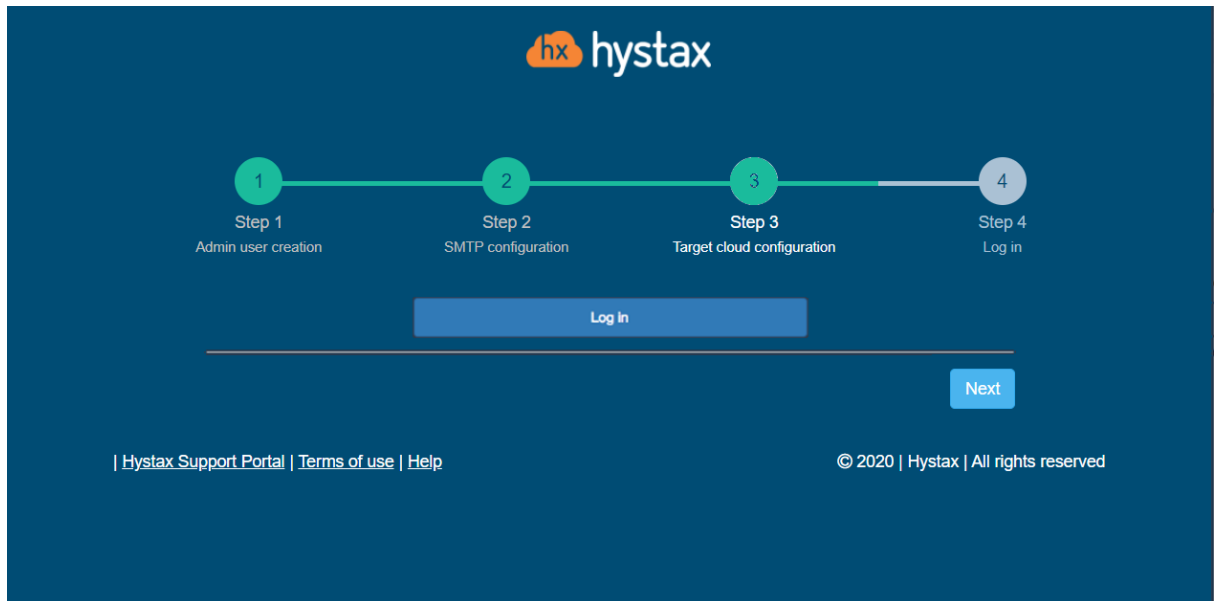 hx hystax
1 2 3 4
Step 1 Step 2 Step 3 Step 4
Admin user creation SMTP configuration Target cloud configuration Log in
Log in
Next
| Hystax Support Portal | Terms of use | Help © 2020 | Hystax | All rights reserved